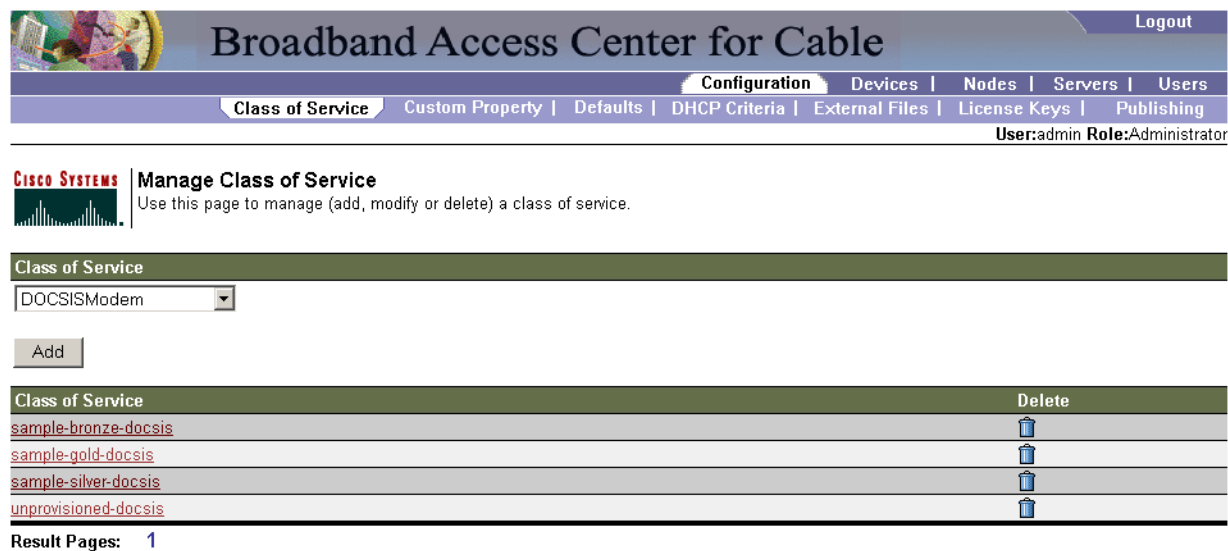 Broadband Access Center for Cable
Logout
Configuration Devices | Nodes | Servers | Users
Class of Service Custom Property | Defaults | DHCP Criteria | External Files | License Keys | Publishing
User:admin Role:Administrator
CISCO SYSTEMS
Manage Class of Service
Use this page to manage (add, modify or delete) a class of service.
Class of Service
DOCSISModem
Add
Class of Service Delete
sample-bronze-docsis
sample-gold-docsis
sample-silver-docsis
unprovisioned-docsis
Result Pages: 1